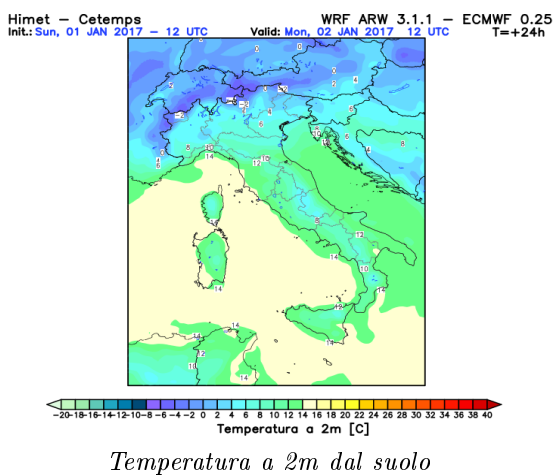 Himet – Cetemps WRF ARW 3.1.1 – ECMWF 0.25
Init.: Sun, 01 JAN 2017 – 12 UTC Valid: Mon, 02 JAN 2017 12 UTC T=+24h
-20-18-16-14-12-10-8 -6 -4 -2 0 2 4 6 8 10 12 14 16 18 20 22 24 26 28 30 32 34 36 38 40
Temperatura a 2m [C]
Temperatura a 2m dal suolo